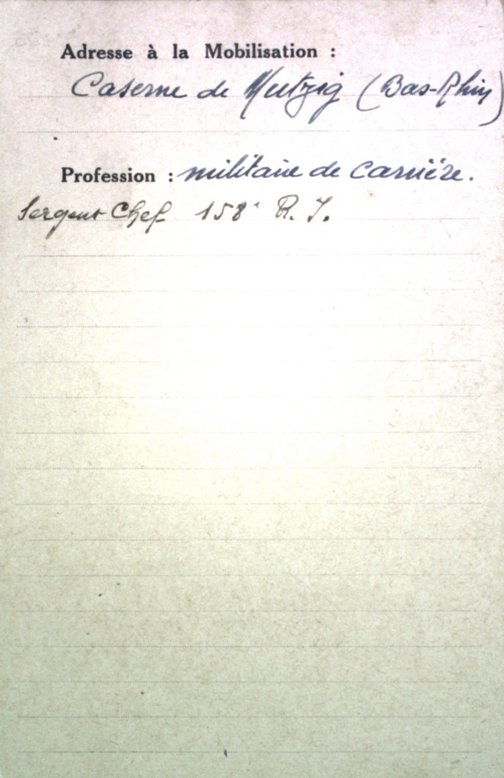 Adresse à la Mobilisation :
Caserne de Mutzig (Bas-Rhin)
Profession : militaire de carrière.
Sergent Chef 158e R. I.